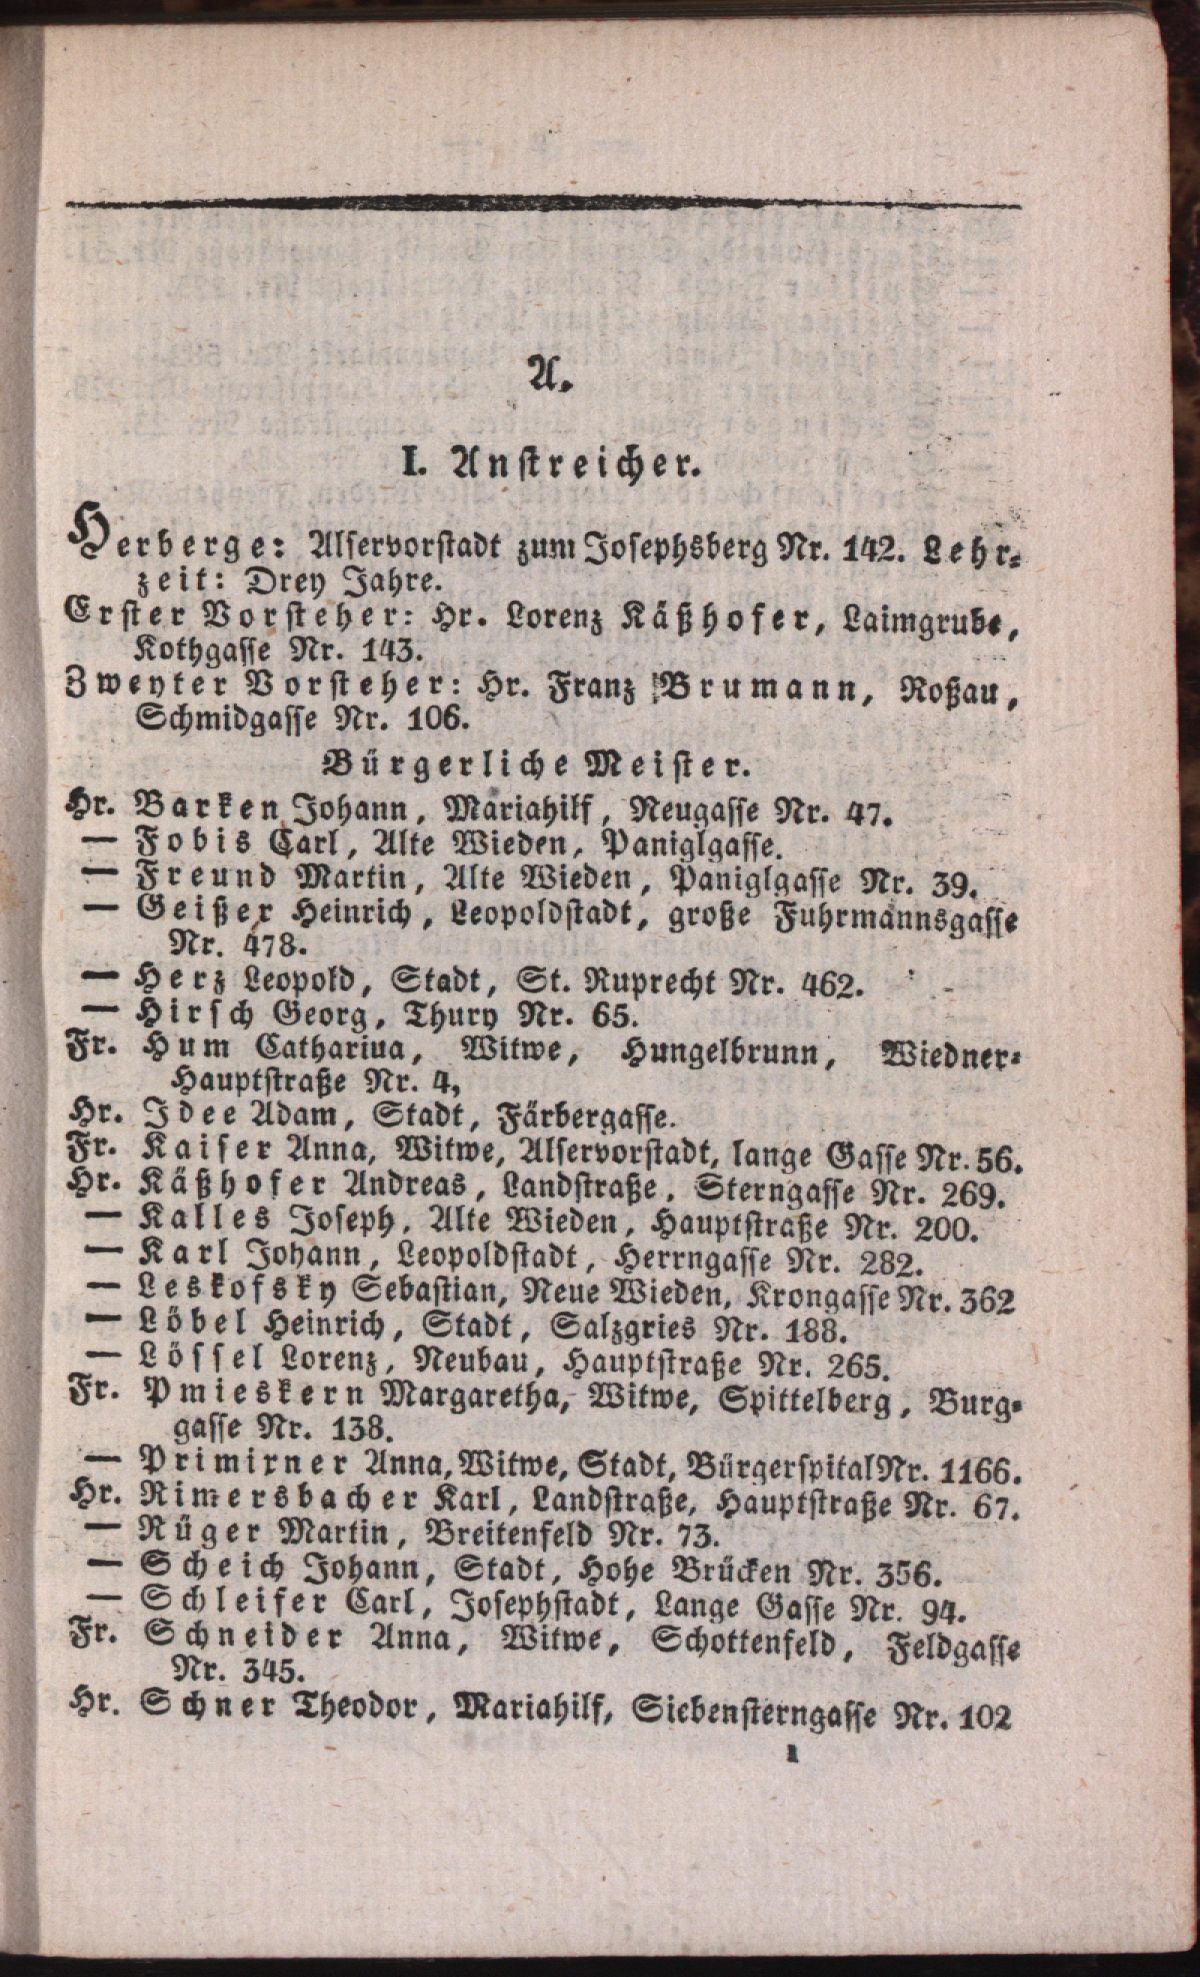 A.
I. Anstreicher.
Herberge: Alservorstadt zum Josephsberg Nr. 142. Lehr-
zeit: Drey Jahre.
Erster Vorsteher: Hr. Lorenz Käßhofer, Laimgrube,
Kothgasse Nr. 143.
Zweyter Vorsteher: Hr. Franz Brumann, Roßau,
Schmidgasse Nr. 106.
Bürgerliche Meister.
Hr. Barken Johann, Mariahilf, Neugasse Nr. 47.
— Fobis Carl, Alte Wieden, Paniglgasse.
— Freund Martin, Alte Wieden, Paniglgasse Nr. 39.
— Geißer Heinrich, Leopoldstadt, große Fuhrmannsgasse
Nr. 478.
— Herz Leopold, Stadt, St. Ruprecht Nr. 462.
— Hirsch Georg, Thury Nr. 65.
Fr. Hum Cathariua, Witwe, Hungelbrunn, Wiedner-
Hauptstraße Nr. 4,
Hr. Idee Adam, Stadt, Färbergasse.
Fr. Kaiser Anna, Witwe, Alservorstadt, lange Gasse Nr. 56.
Hr. Käßhofer Andreas, Landstraße, Sterngasse Nr. 269.
— Kalles Joseph, Alte Wieden, Hauptstraße Nr. 200.
— Karl Johann, Leopoldstadt, Herrngasse Nr. 282.
— Leskofsky Sebastian, Neue Wieden, Krongasse Nr. 362
— Löbel Heinrich, Stadt, Salzgries Nr. 188.
— Lössel Lorenz, Neubau, Hauptstraße Nr. 265.
Fr. Pmieskern Margaretha, Witwe, Spittelberg, Burg-
gasse Nr. 138.
— Primixner Anna, Witwe, Stadt, Bürgerspital Nr. 1166.
Hr. Rimersbacher Karl, Landstraße, Hauptstraße Nr. 67.
— Rüger Martin, Breitenfeld Nr. 73.
— Scheich Johann, Stadt, Hohe Brücken Nr. 356.
— Schleifer Carl, Josephstadt, Lange Gasse Nr. 94.
Fr. Schneider Anna, Witwe, Schottenfeld, Feldgasse
Nr. 345.
Hr. Schner Theodor, Mariahilf, Siebensterngasse Nr. 102
1